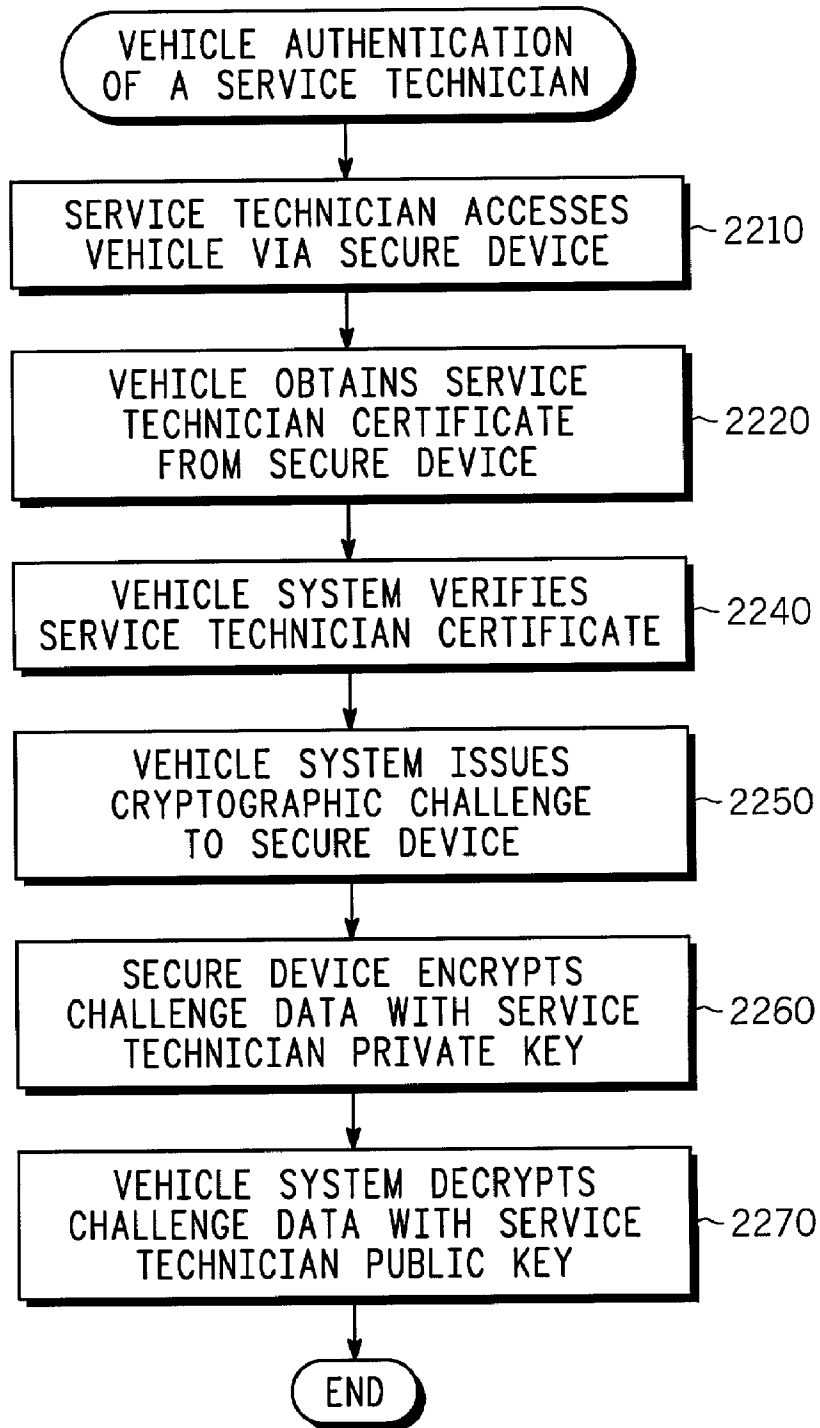 VEHICLE AUTHENTICATION
OF A SERVICE TECHNICIAN
SERVICE TECHNICIAN ACCESSES
VEHICLE VIA SECURE DEVICE
2210
VEHICLE OBTAINS SERVICE
TECHNICIAN CERTIFICATE
FROM SECURE DEVICE
2220
VEHICLE SYSTEM VERIFIES
SERVICE TECHNICIAN CERTIFICATE
2240
VEHICLE SYSTEM ISSUES
CRYPTOGRAPHIC CHALLENGE
TO SECURE DEVICE
2250
SECURE DEVICE ENCRYPTS
CHALLENGE DATA WITH SERVICE
TECHNICIAN PRIVATE KEY
2260
VEHICLE SYSTEM DECRYPTS
CHALLENGE DATA WITH SERVICE
TECHNICIAN PUBLIC KEY
2270
END